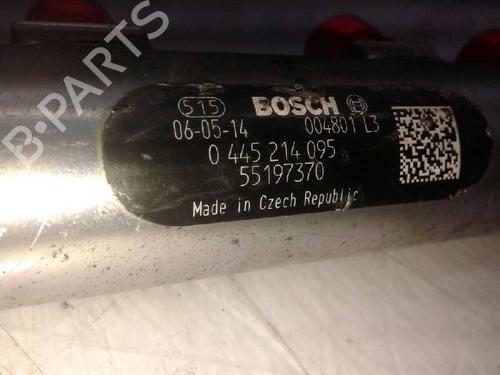 B-PARTS
515 BOSCH
06-05-14 004801 L3
0 445 214 095
55197370
Made in Czech Republic